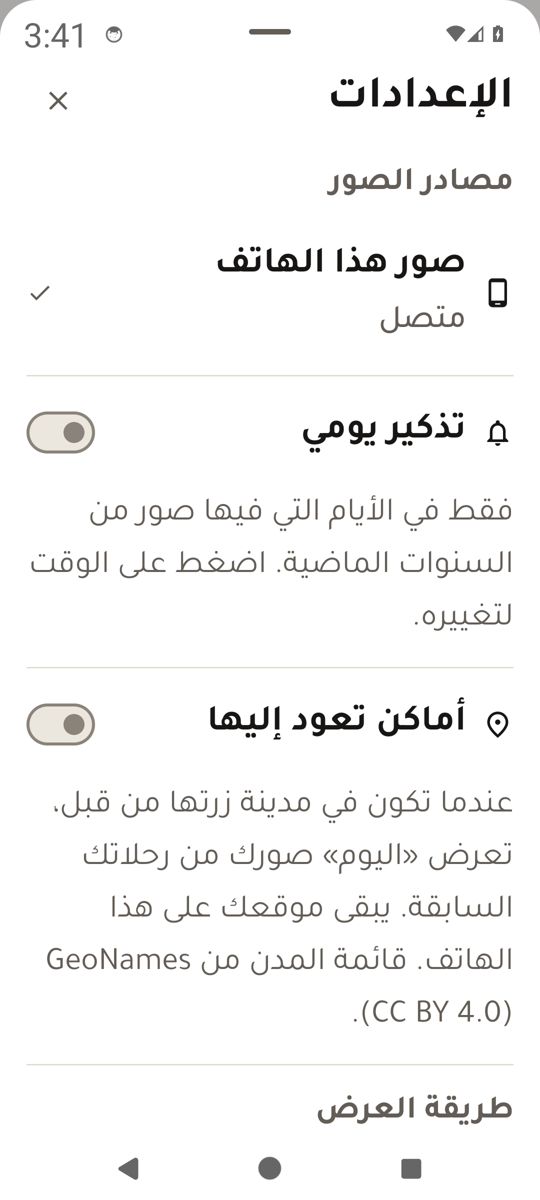 3:41
الإعدادات
مصادر الصور
صور هذا الهاتف
متصل
تذكير يومي
فقط في الأيام التي فيها صور من
السنوات الماضية. اضغط على الوقت
لتغييره.
أماكن تعود إليها
عندما تكون في مدينة زرتها من قبل،
تعرض «اليوم» صورك من رحلاتك
السابقة. يبقى موقعك على هذا
الهاتف. قائمة المدن من GeoNames
(CC BY 4.0).
طريقة العرض